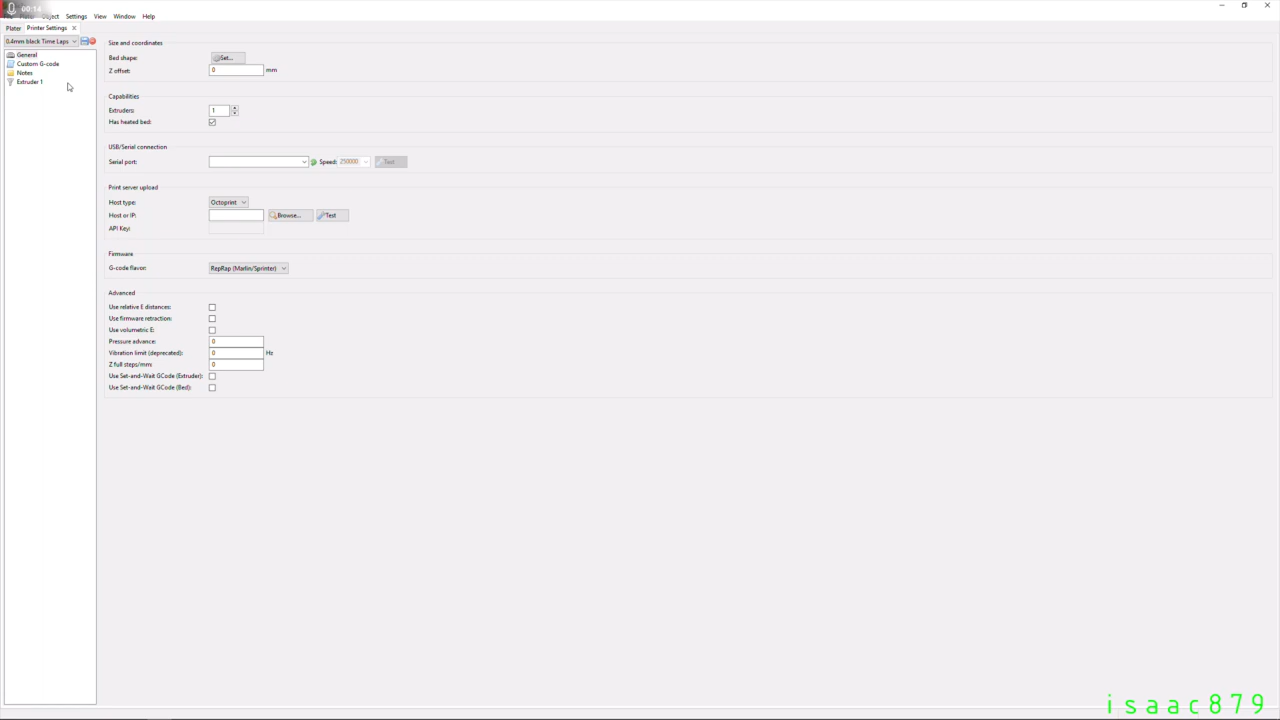 00:14
Object Settings View Window Help
Plater Printer Settings
0.4mm black Time Laps
General
Custom G-code
Notes
Extruder 1
Size and coordinates
Bed shape: Set...
Z offset: 0 mm
Capabilities
Extruders: 1
Has heated bed:
USB/Serial connection
Serial port: Speed: 250000 Test
Print server upload
Host type: Octoprint
Host or IP: Browse... Test
API Key:
Firmware
G-code flavor: RepRap (Marlin/Sprinter)
Advanced
Use relative E distances:
Use firmware retraction:
Use volumetric E:
Pressure advance: 0
Vibration limit (deprecated): 0 Hz
Z full steps/mm: 0
Use Set-and-Wait GCode (Extruder):
Use Set-and-Wait GCode (Bed):
isaac879